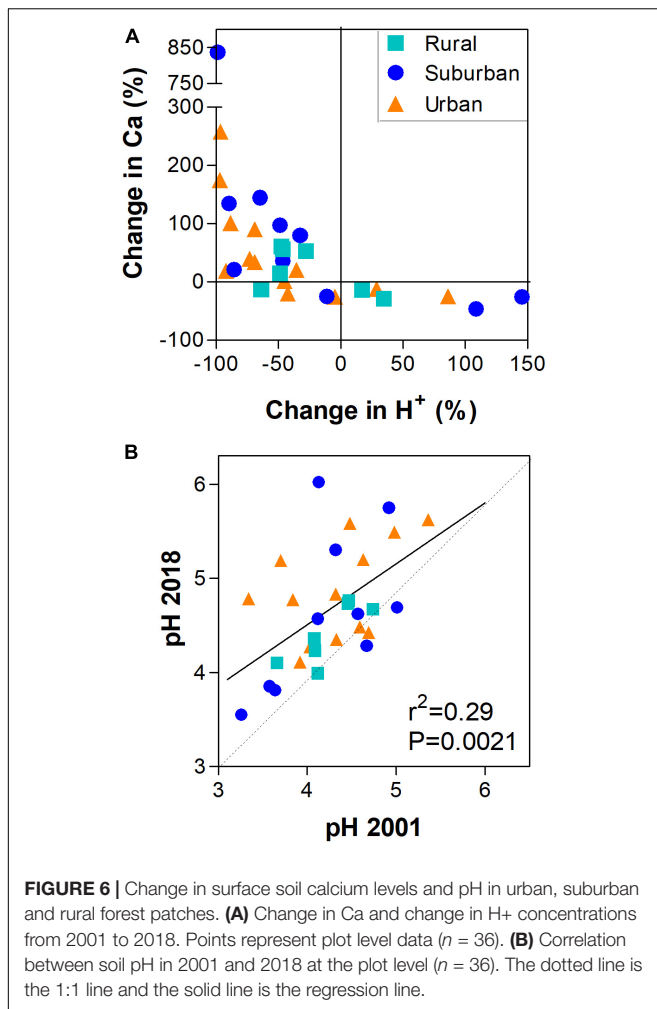 A
Change in Ca (%)
850
750
300
200
100
0
-100
Rural
Suburban
Urban
-100 -50 0 50 100 150
Change in H⁺ (%)
B
pH 2018
6
5
4
3
r²=0.29
P=0.0021
3 4 5 6
pH 2001
FIGURE 6 | Change in surface soil calcium levels and pH in urban, suburban
and rural forest patches. (A) Change in Ca and change in H+ concentrations
from 2001 to 2018. Points represent plot level data (n = 36). (B) Correlation
between soil pH in 2001 and 2018 at the plot level (n = 36). The dotted line is
the 1:1 line and the solid line is the regression line.